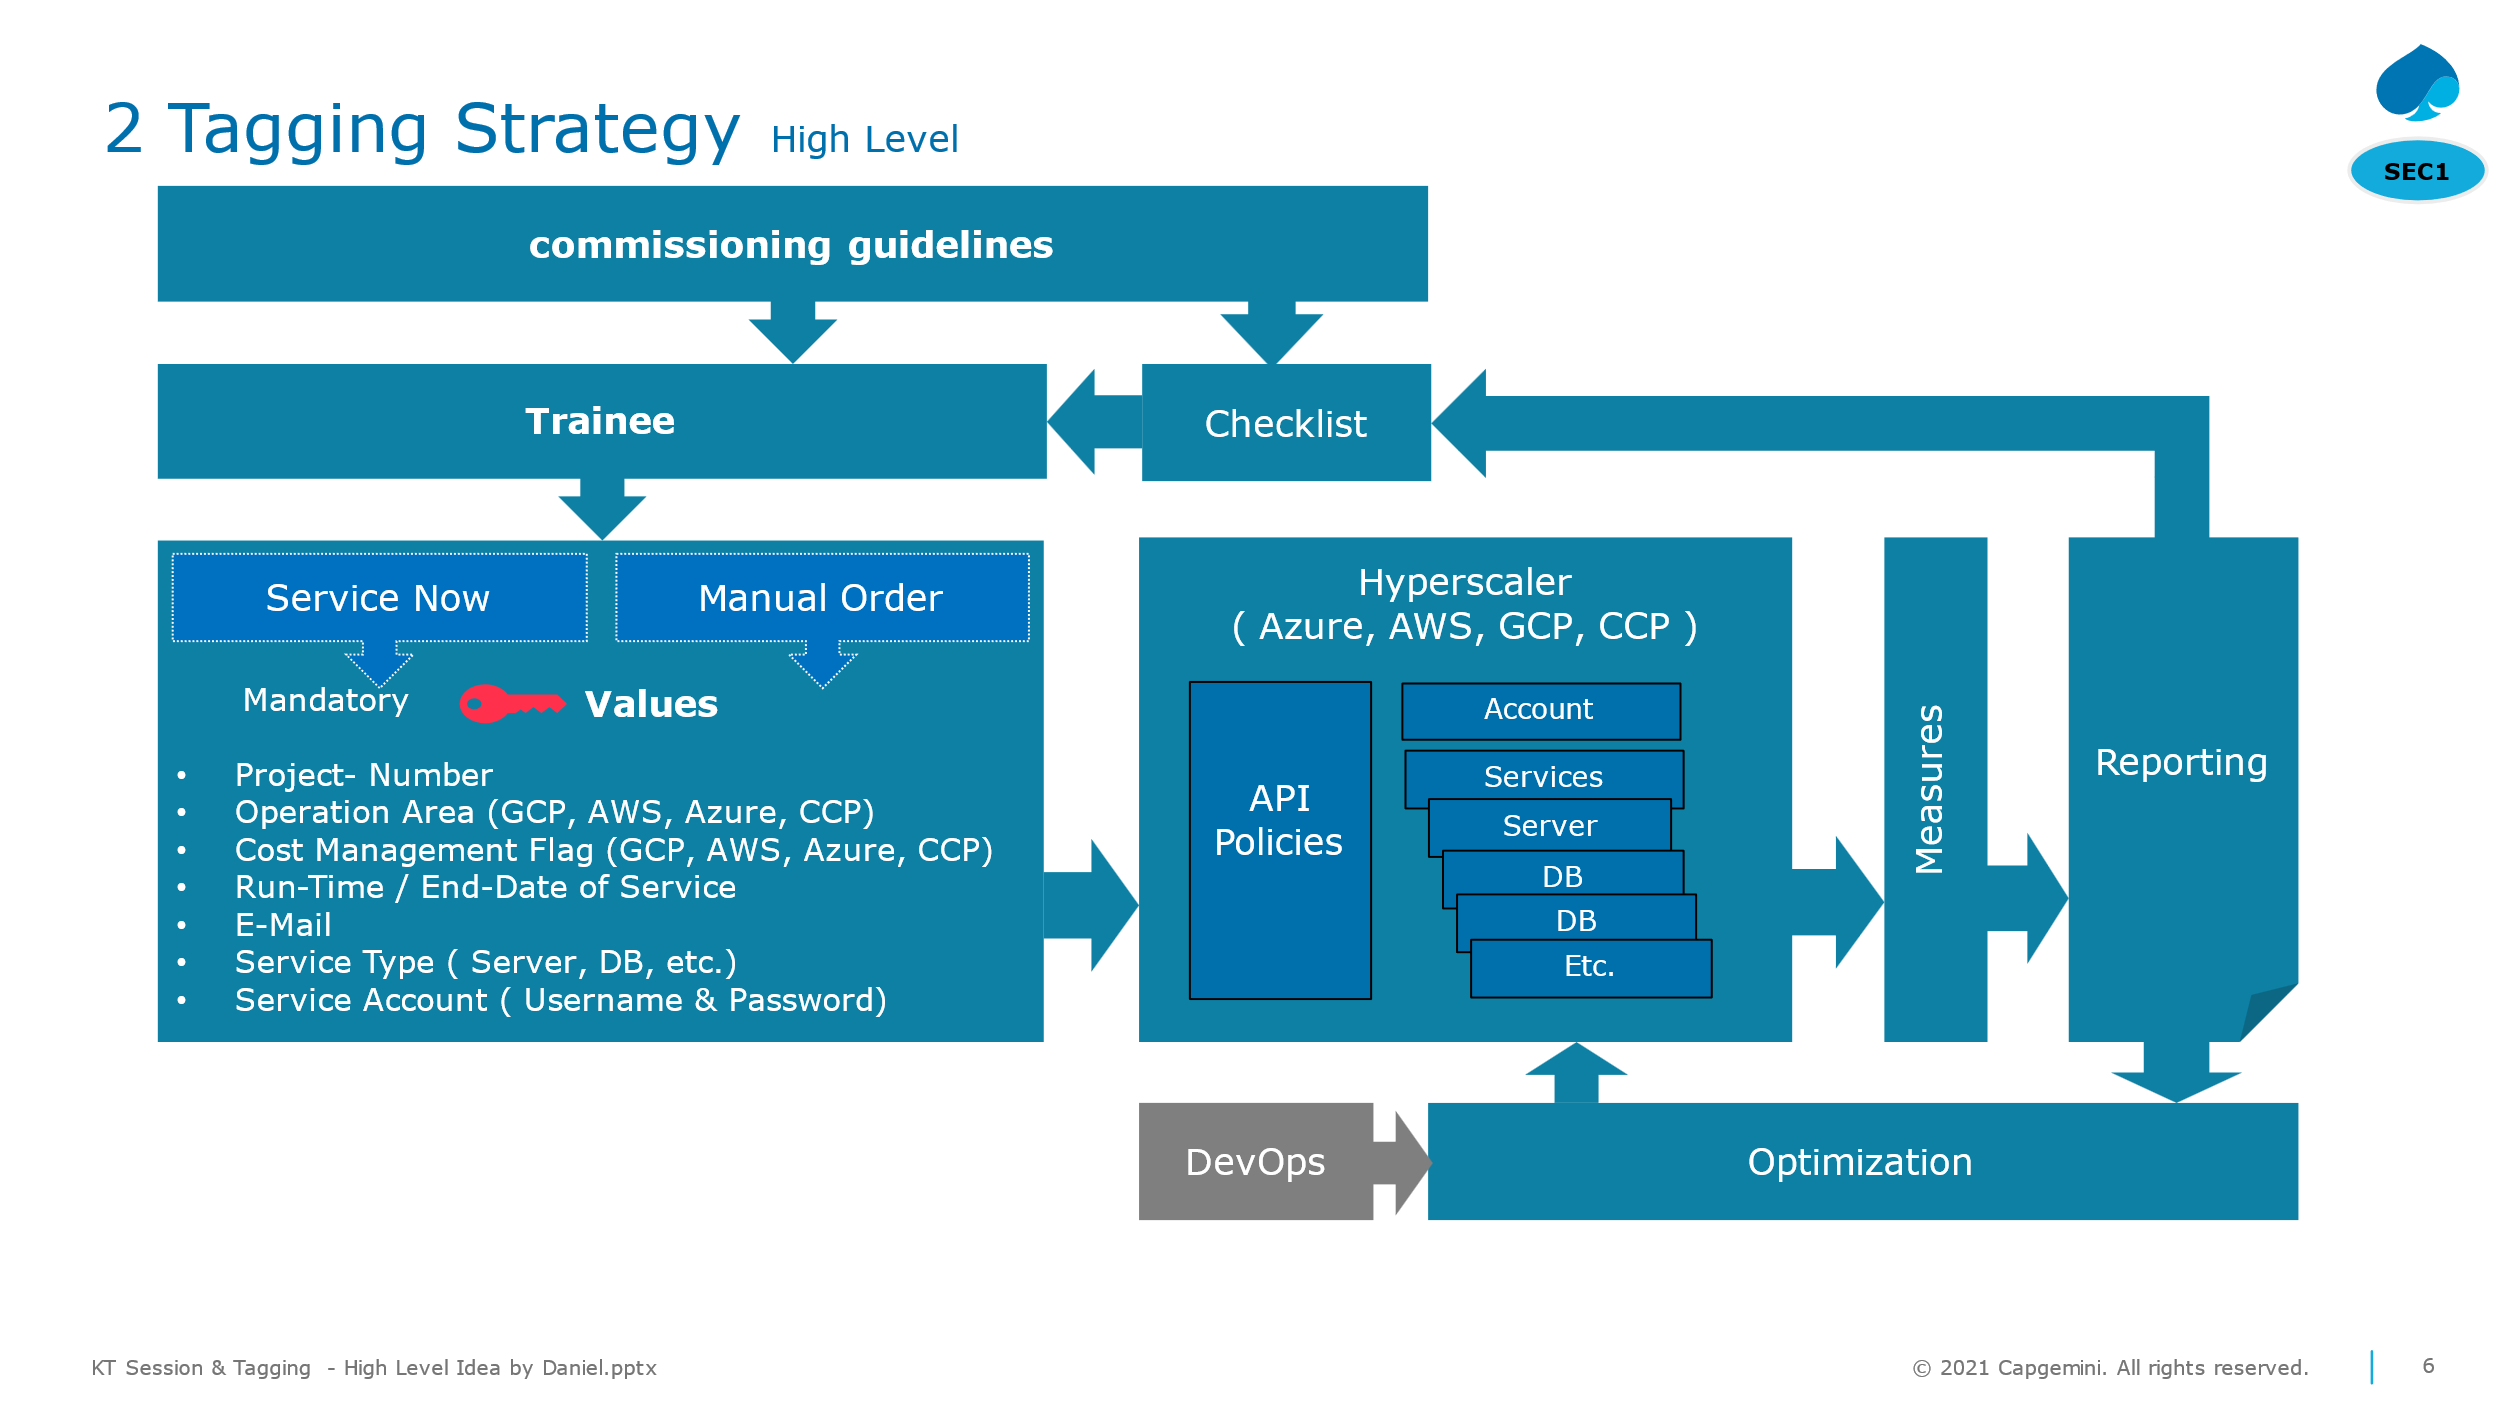 2 Tagging Strategy High Level
SEC1
commissioning guidelines
Trainee
Checklist
Service Now
Manual Order
Mandatory
Values
• Project- Number
• Operation Area (GCP, AWS, Azure, CCP)
• Cost Management Flag (GCP, AWS, Azure, CCP)
• Run-Time / End-Date of Service
• E-Mail
• Service Type ( Server, DB, etc.)
• Service Account ( Username & Password)
Hyperscaler
( Azure, AWS, GCP, CCP )
API
Policies
Account
Services
Server
DB
DB
Etc.
Measures
Reporting
DevOps
Optimization
KT Session & Tagging - High Level Idea by Daniel.pptx
© 2021 Capgemini. All rights reserved.
6